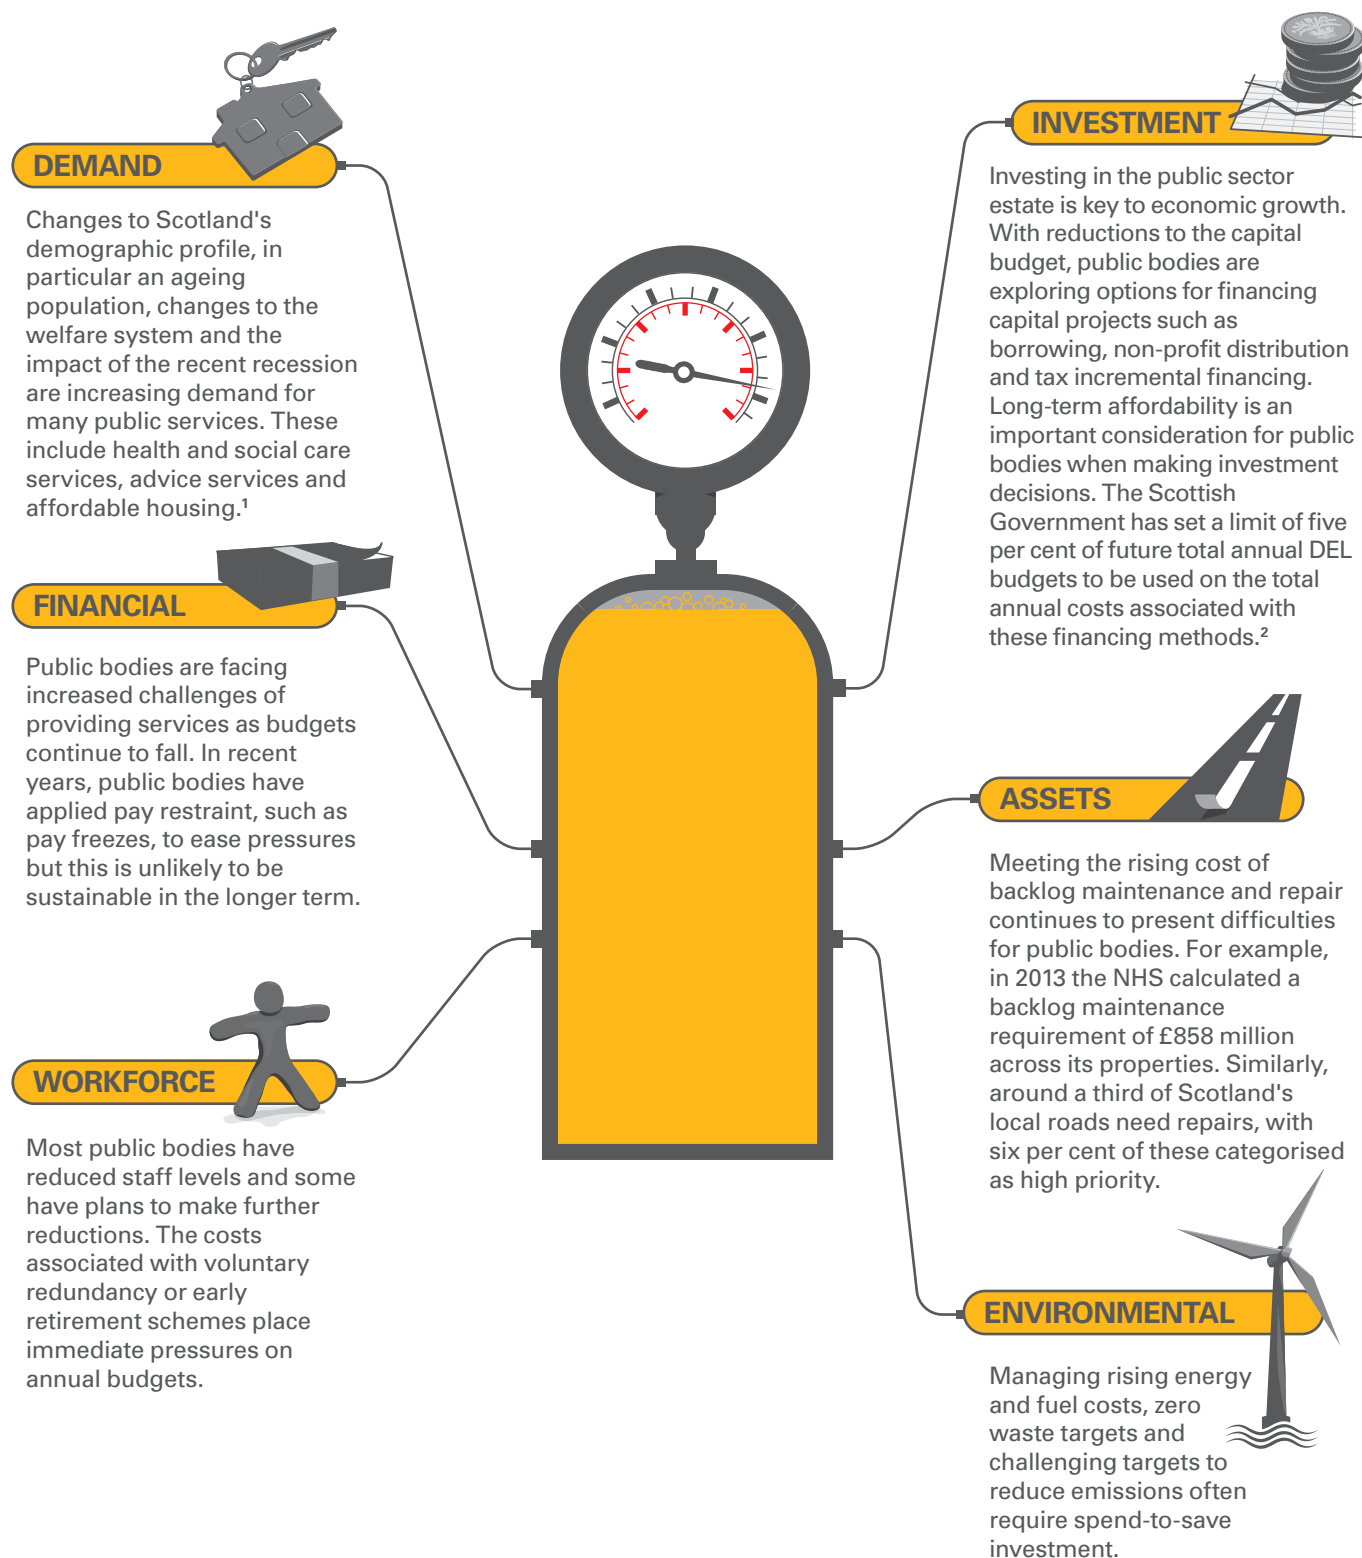 DEMAND
Changes to Scotland's
demographic profile, in
particular an ageing
population, changes to the
welfare system and the
impact of the recent recession
are increasing demand for
many public services. These
include health and social care
services, advice services and
affordable housing.¹
FINANCIAL
Public bodies are facing
increased challenges of
providing services as budgets
continue to fall. In recent
years, public bodies have
applied pay restraint, such as
pay freezes, to ease pressures
but this is unlikely to be
sustainable in the longer term.
WORKFORCE
Most public bodies have
reduced staff levels and some
have plans to make further
reductions. The costs
associated with voluntary
redundancy or early
retirement schemes place
immediate pressures on
annual budgets.
INVESTMENT
Investing in the public sector
estate is key to economic growth.
With reductions to the capital
budget, public bodies are
exploring options for financing
capital projects such as
borrowing, non-profit distribution
and tax incremental financing.
Long-term affordability is an
important consideration for public
bodies when making investment
decisions. The Scottish
Government has set a limit of five
per cent of future total annual DEL
budgets to be used on the total
annual costs associated with
these financing methods.²
ASSETS
Meeting the rising cost of
backlog maintenance and repair
continues to present difficulties
for public bodies. For example,
in 2013 the NHS calculated a
backlog maintenance
requirement of £858 million
across its properties. Similarly,
around a third of Scotland's
local roads need repairs, with
six per cent of these categorised
as high priority.
ENVIRONMENTAL
Managing rising energy
and fuel costs, zero
waste targets and
challenging targets to
reduce emissions often
require spend-to-save
investment.